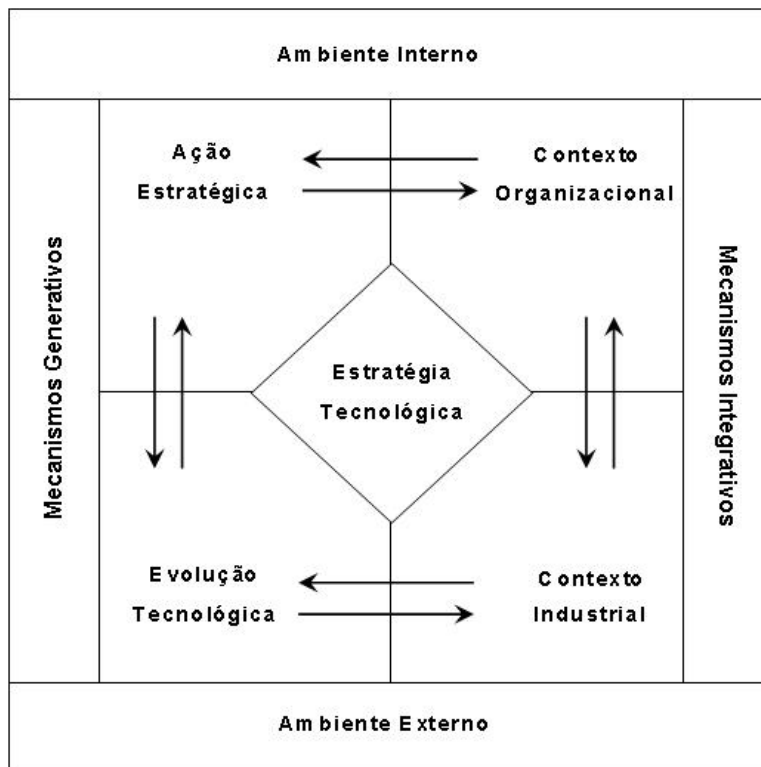 Ambiente Interno
Ação
Estratégica
Contexto
Organizacional
Mecanismos Generativos
Estratégia
Tecnológica
Mecanismos Integrativos
Evolução
Tecnológica
Contexto
Industrial
Ambiente Externo